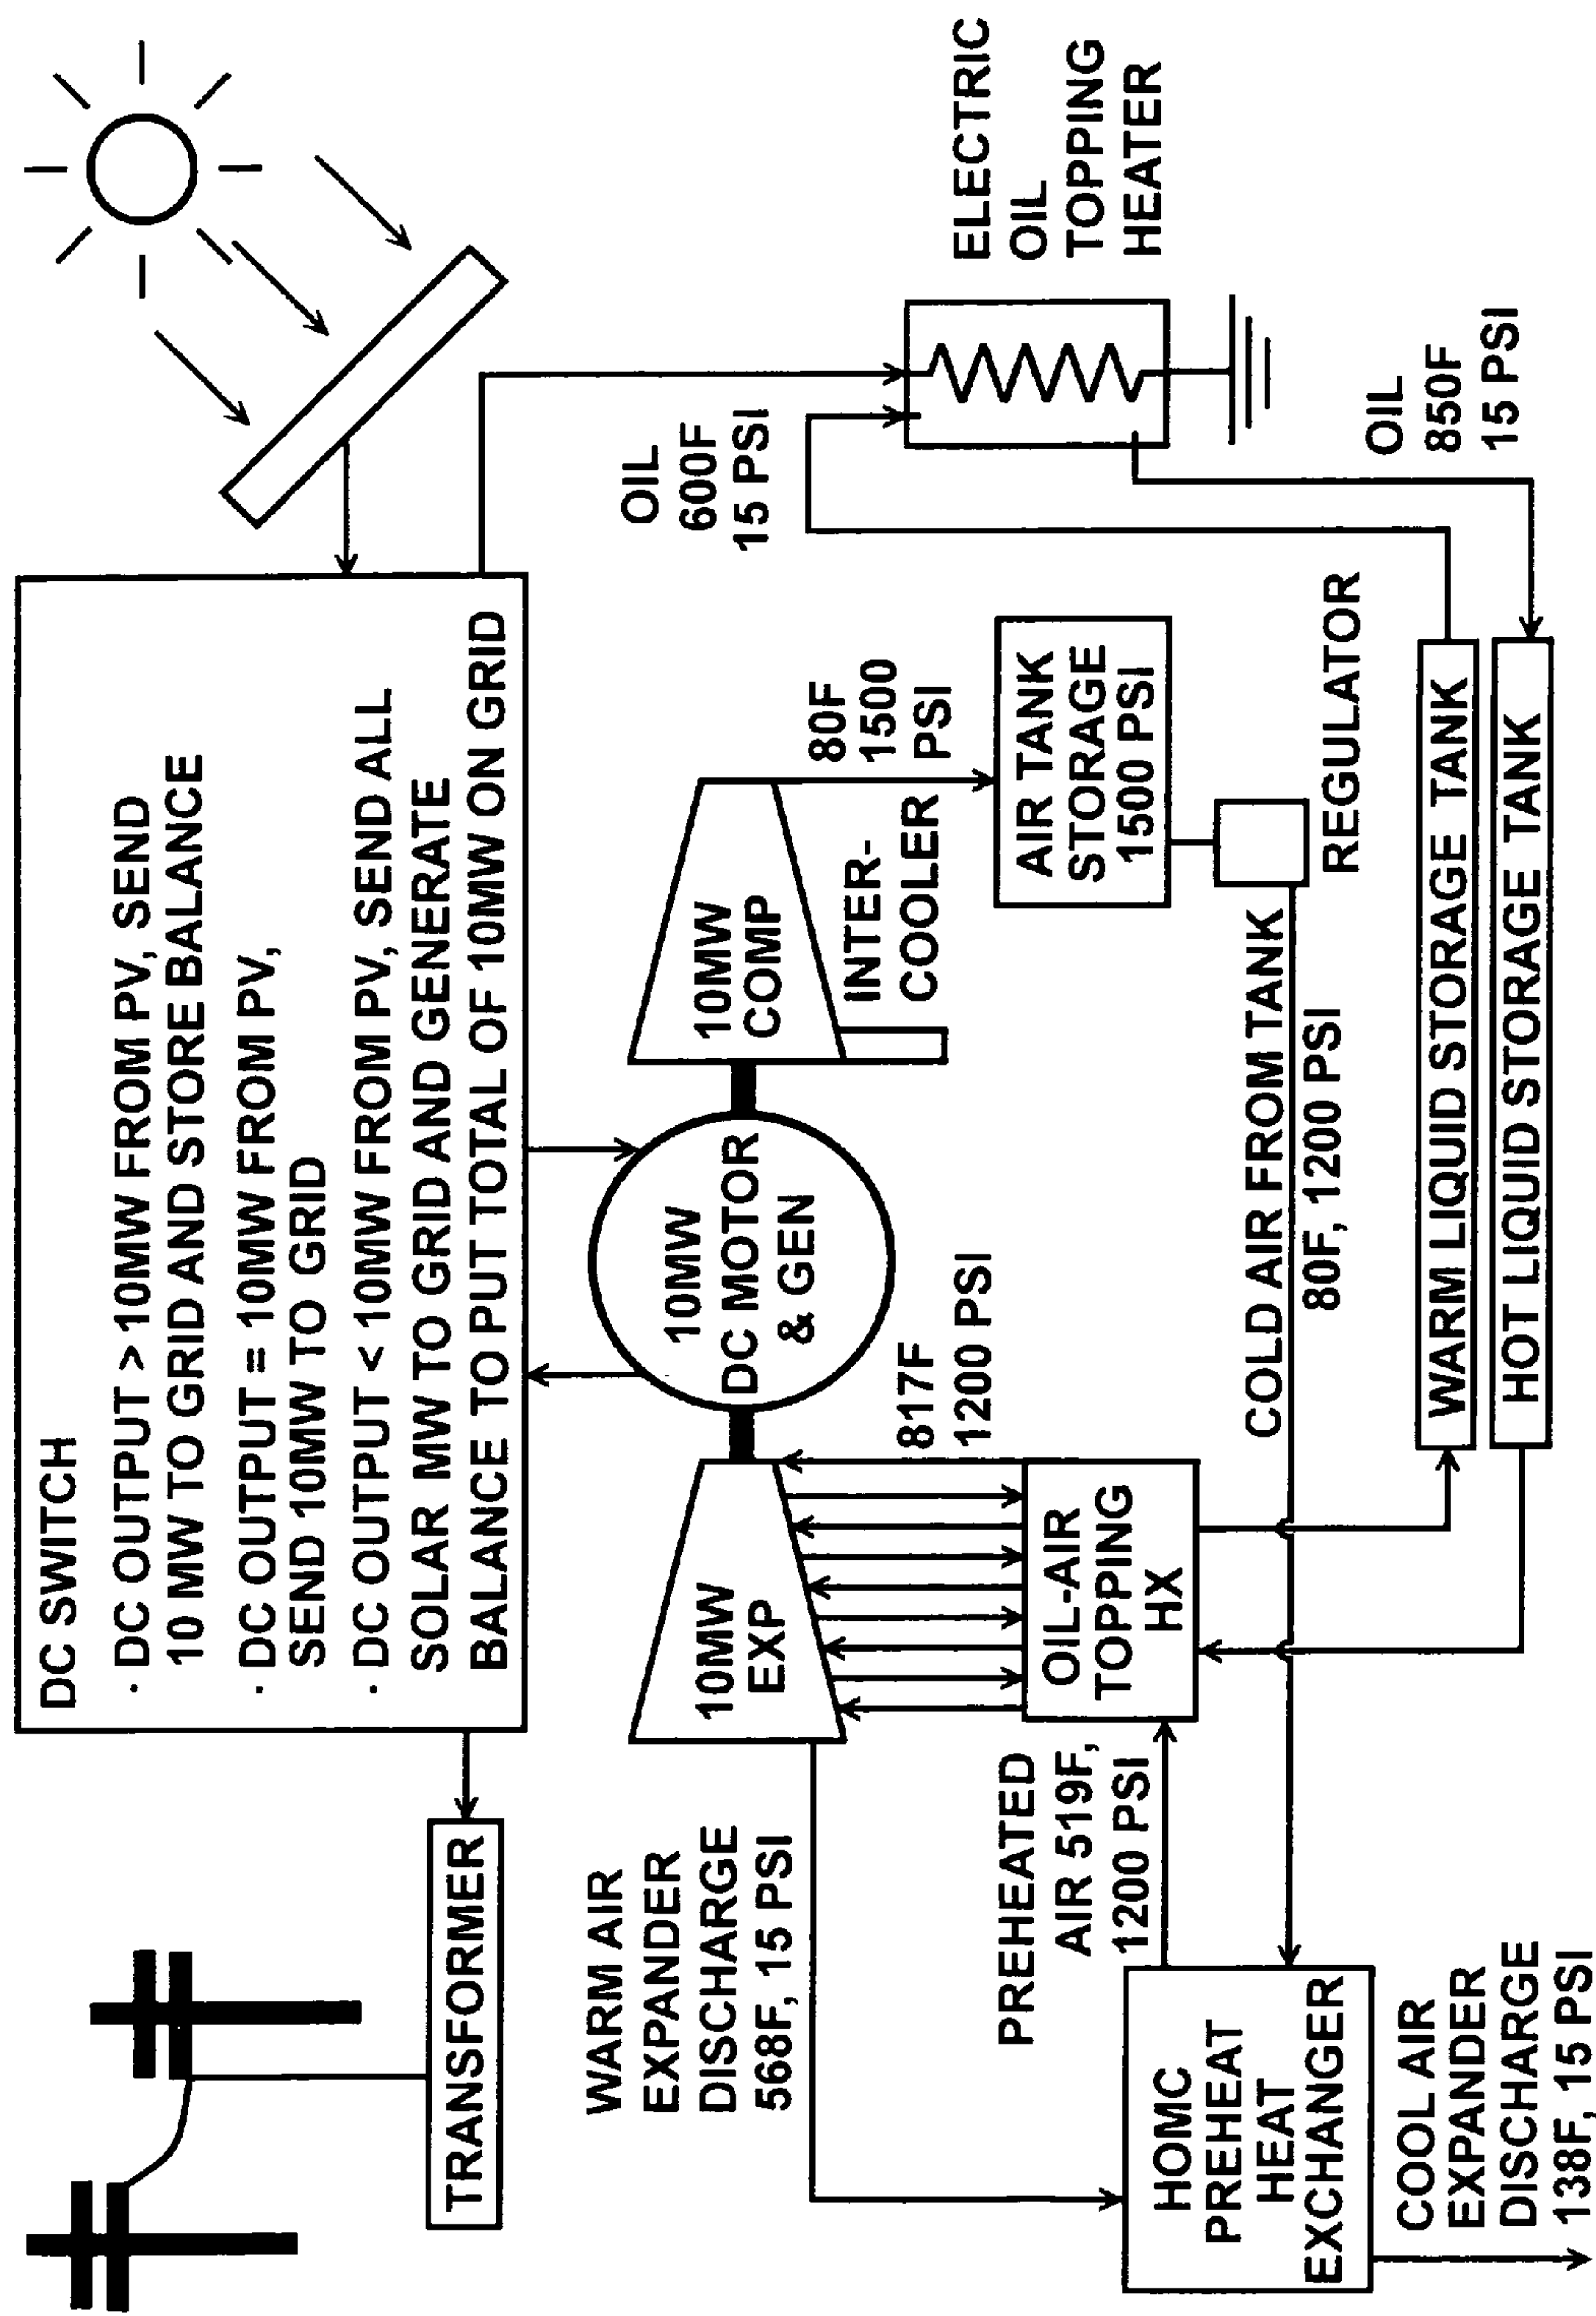 DC SWITCH
· DC OUTPUT > 10MW FROM PV, SEND
10 MW TO GRID AND STORE BALANCE
· DC OUTPUT = 10MW FROM PV,
SEND 10MW TO GRID
· DC OUTPUT < 10MW FROM PV, SEND ALL
SOLAR MW TO GRID AND GENERATE
BALANCE TO PUT TOTAL OF 10MW ON GRID
TRANSFORMER
WARM AIR
EXPANDER
DISCHARGE
568F, 15 PSI
10MW
EXP
10MW
DC MOTOR
& GEN
10MW
COMP
INTER-
COOLER
80F
1500
PSI
OIL
600F
15 PSI
ELECTRIC
OIL
TOPPING
HEATER
817F
1200 PSI
AIR TANK
STORAGE
1500 PSI
PREHEATED
AIR 519F,
1200 PSI
OIL-AIR
TOPPING
HX
COLD AIR FROM TANK
80F, 1200 PSI
REGULATOR
HOMC
PREHEAT
HEAT
EXCHANGER
COOL AIR
EXPANDER
DISCHARGE
138F, 15 PSI
WARM LIQUID STORAGE TANK
HOT LIQUID STORAGE TANK
OIL
850F
15 PSI